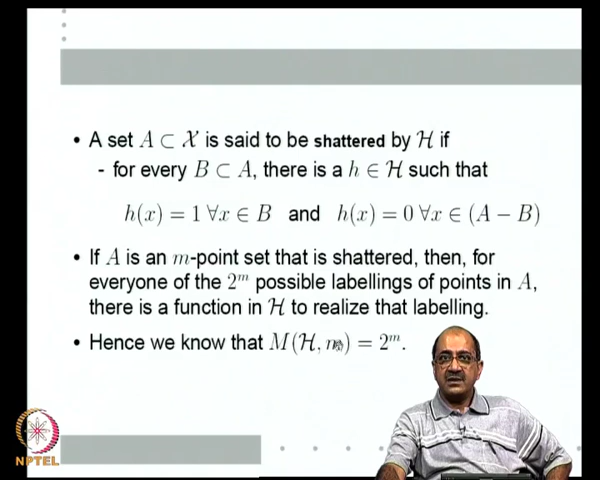 • A set A ⊂ 𝒳 is said to be shattered by ℋ if
- for every B ⊂ A, there is a h ∈ ℋ such that
h(x) = 1 ∀x ∈ B and h(x) = 0 ∀x ∈ (A − B)
• If A is an m-point set that is shattered, then, for
everyone of the 2^m possible labellings of points in A,
there is a function in ℋ to realize that labelling.
• Hence we know that M(ℋ, m) = 2^m.
NPTEL